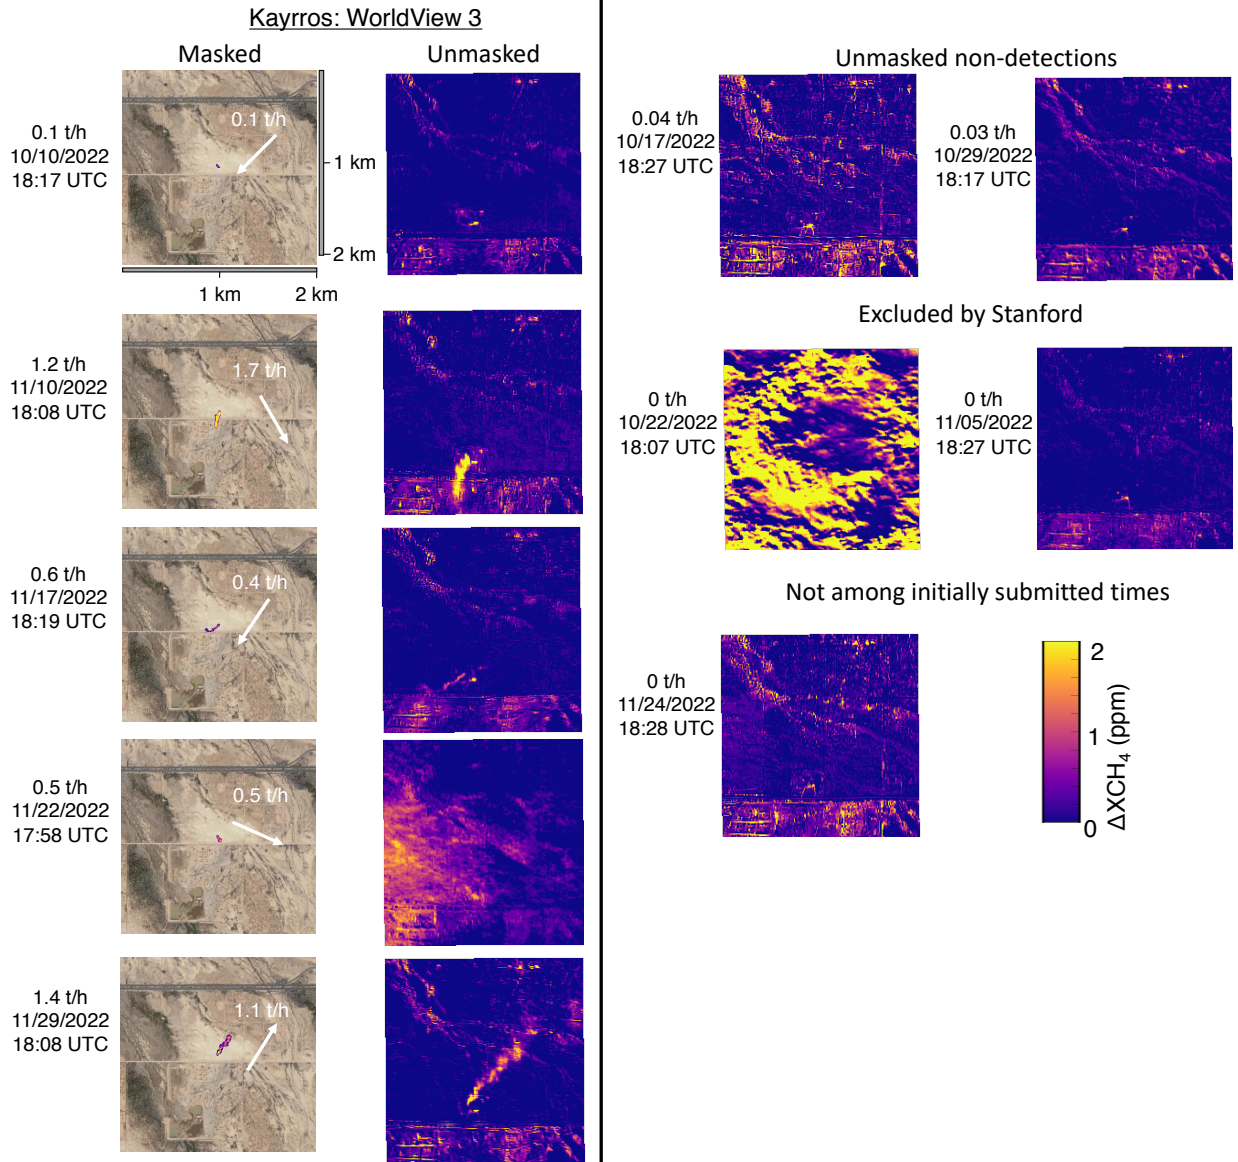 Kayrros: WorldView 3
Masked
Unmasked
0.1 t/h
10/10/2022
18:17 UTC
0.1 t/h
1 km
2 km
1 km
2 km
1.2 t/h
11/10/2022
18:08 UTC
1.7 t/h
0.6 t/h
11/17/2022
18:19 UTC
0.4 t/h
0.5 t/h
11/22/2022
17:58 UTC
0.5 t/h
1.4 t/h
11/29/2022
18:08 UTC
1.1 t/h
Unmasked non-detections
0.04 t/h
10/17/2022
18:27 UTC
0.03 t/h
10/29/2022
18:17 UTC
Excluded by Stanford
0 t/h
10/22/2022
18:07 UTC
0 t/h
11/05/2022
18:27 UTC
Not among initially submitted times
0 t/h
11/24/2022
18:28 UTC
2
1
0
ΔXCH₄ (ppm)